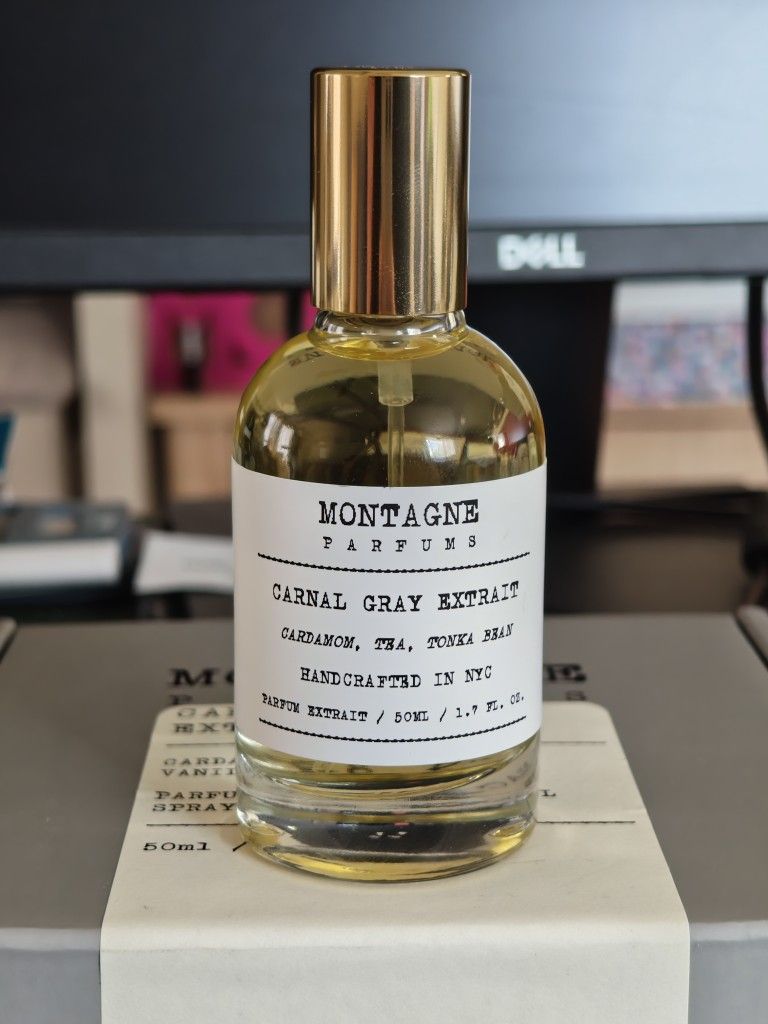 DELL
MONTAGNE
PARFUMS
CARNAL GRAY EXTRAIT
CARDAMOM, TEA, TONKA BEAN
HANDCRAFTED IN NYC
PARFUM EXTRAIT / 50ML / 1.7 FL. OZ.
50ml /